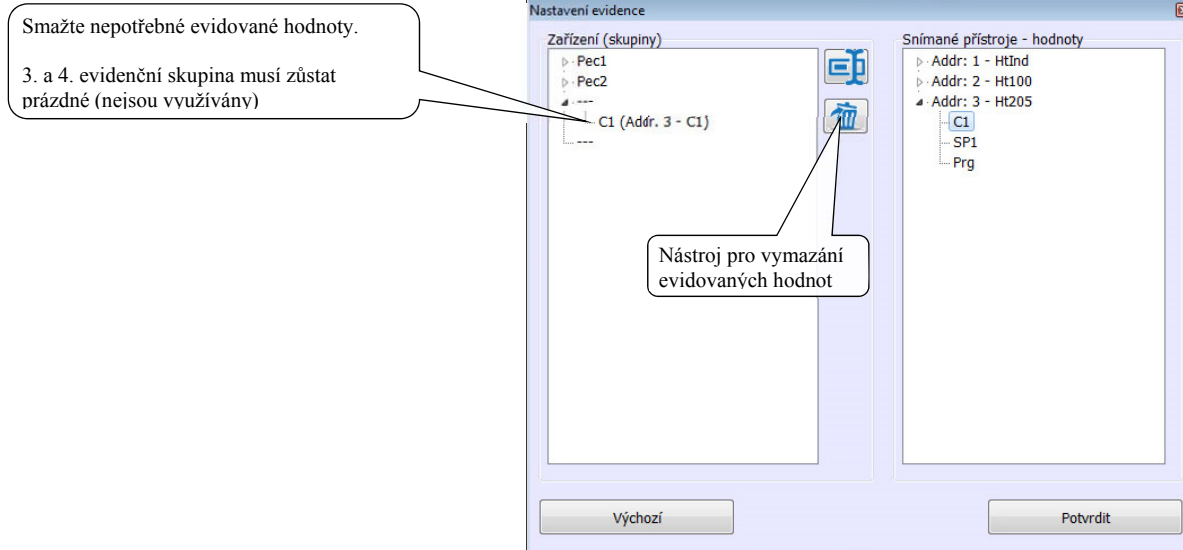 Smažte nepotřebné evidované hodnoty.
3. a 4. evidenční skupina musí zůstat
prázdné (nejsou využívány)
Nastavení evidence
Zařízení (skupiny)
Pec1
Pec2
---
C1 (Addr. 3 - C1)
---
Nástroj pro vymazání
evidovaných hodnot
Snímané přístroje - hodnoty
Addr: 1 - HtInd
Addr: 2 - Ht100
Addr: 3 - Ht205
C1
SP1
Prg
Výchozí
Potvrdit